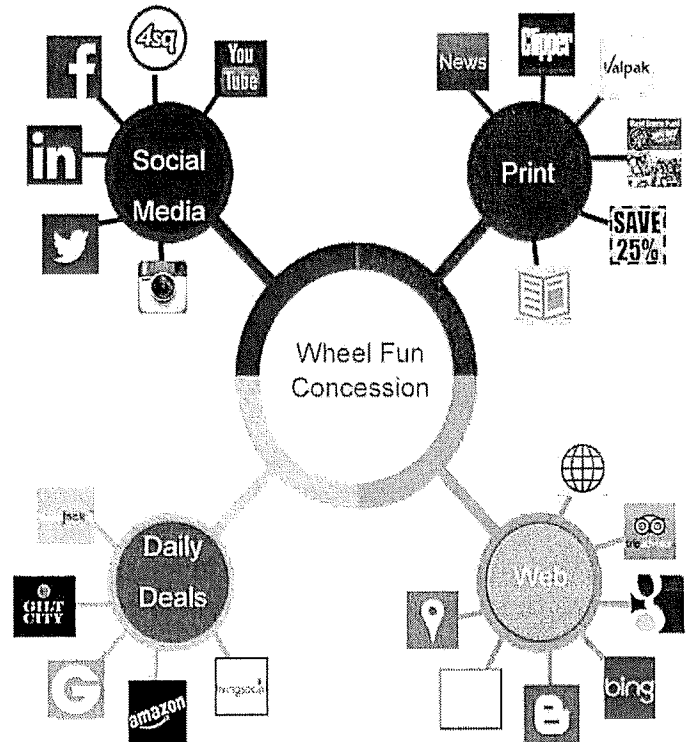 4sq
You
Tube
f
in
Social
Media
News
Clipper
Valpak
Print
SAVE
25%
Wheel Fun
Concession
Daily
Deals
GILT
CITY
G
amazon
livingsocial
Web
g
bing
B